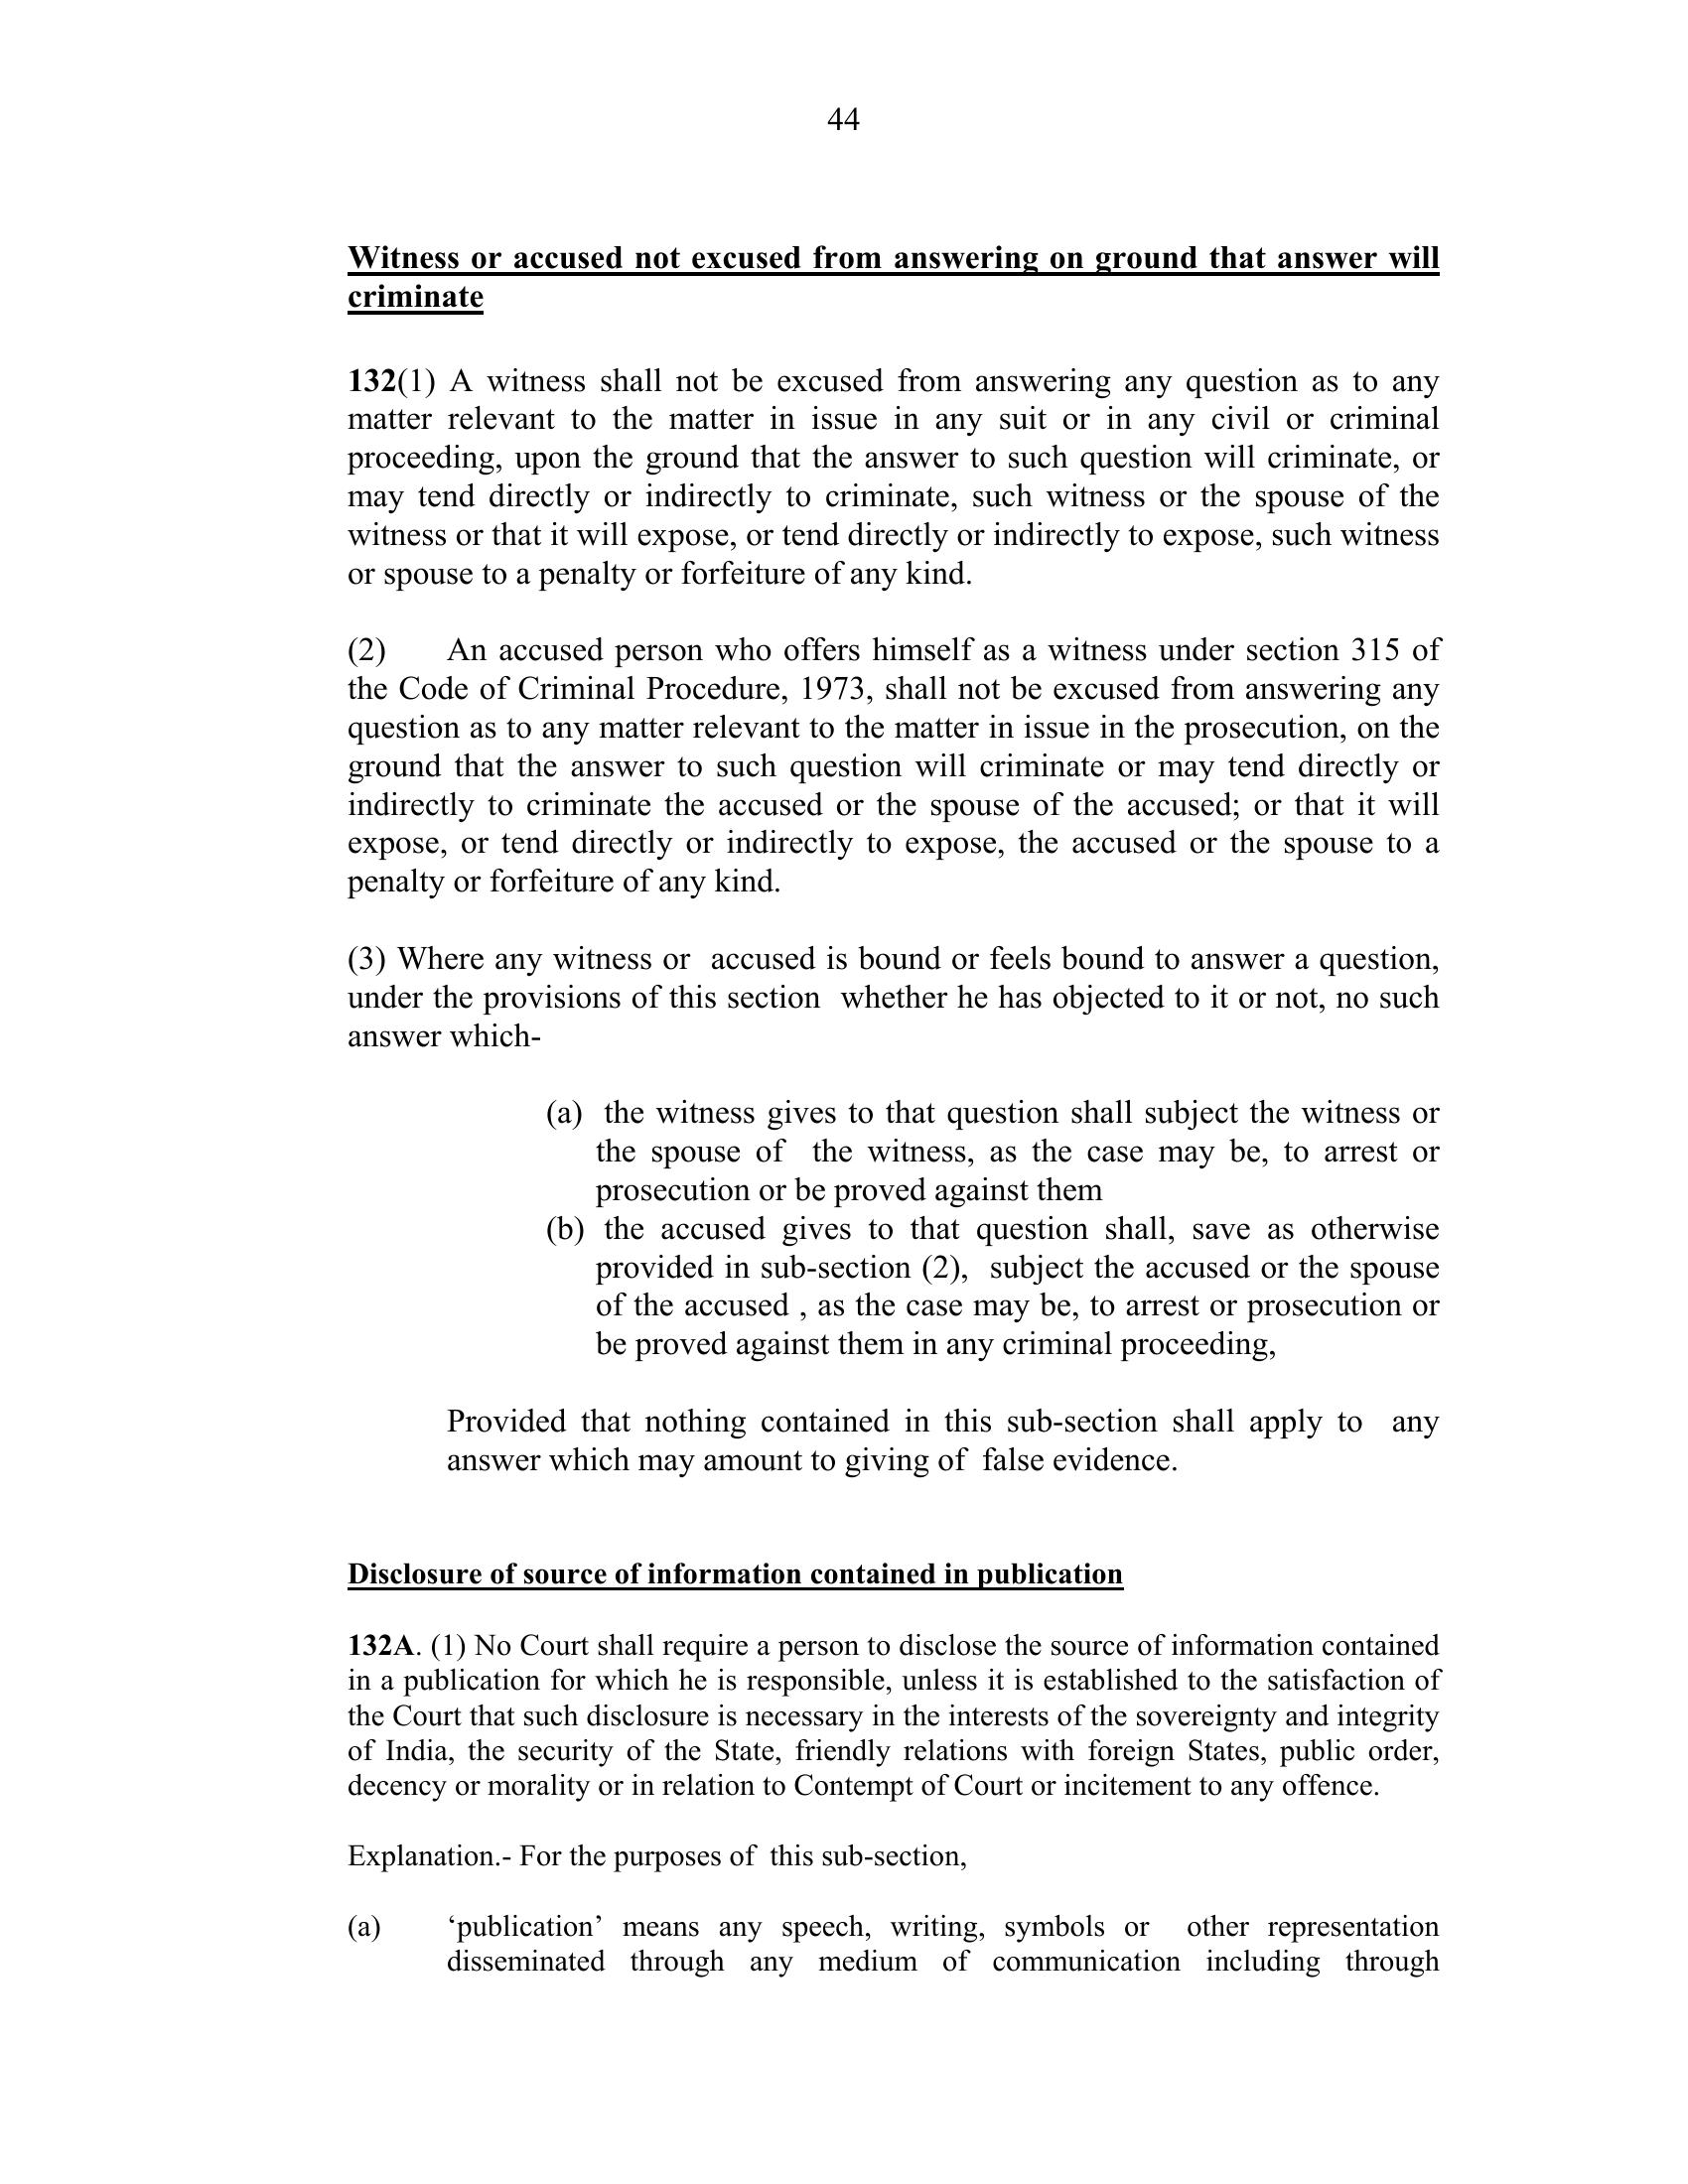 44
Witness or accused not excused from answering on ground that answer will
criminate
132(1) A witness shall not be excused from answering any question as to any
matter relevant to the matter in issue in any suit or in any civil or criminal
proceeding, upon the ground that the answer to such question will criminate, or
may tend directly or indirectly to criminate, such witness or the spouse of the
witness or that it will expose, or tend directly or indirectly to expose, such witness
or spouse to a penalty or forfeiture of any kind.
(2) An accused person who offers himself as a witness under section 315 of
the Code of Criminal Procedure, 1973, shall not be excused from answering any
question as to any matter relevant to the matter in issue in the prosecution, on the
ground that the answer to such question will criminate or may tend directly or
indirectly to criminate the accused or the spouse of the accused; or that it will
expose, or tend directly or indirectly to expose, the accused or the spouse to a
penalty or forfeiture of any kind.
(3) Where any witness or accused is bound or feels bound to answer a question,
under the provisions of this section whether he has objected to it or not, no such
answer which-
(a) the witness gives to that question shall subject the witness or
the spouse of the witness, as the case may be, to arrest or
prosecution or be proved against them
(b) the accused gives to that question shall, save as otherwise
provided in sub-section (2), subject the accused or the spouse
of the accused , as the case may be, to arrest or prosecution or
be proved against them in any criminal proceeding,
Provided that nothing contained in this sub-section shall apply to any
answer which may amount to giving of false evidence.
Disclosure of source of information contained in publication
132A. (1) No Court shall require a person to disclose the source of information contained
in a publication for which he is responsible, unless it is established to the satisfaction of
the Court that such disclosure is necessary in the interests of the sovereignty and integrity
of India, the security of the State, friendly relations with foreign States, public order,
decency or morality or in relation to Contempt of Court or incitement to any offence.
Explanation.- For the purposes of this sub-section,
(a) ‘publication’ means any speech, writing, symbols or other representation
disseminated through any medium of communication including through